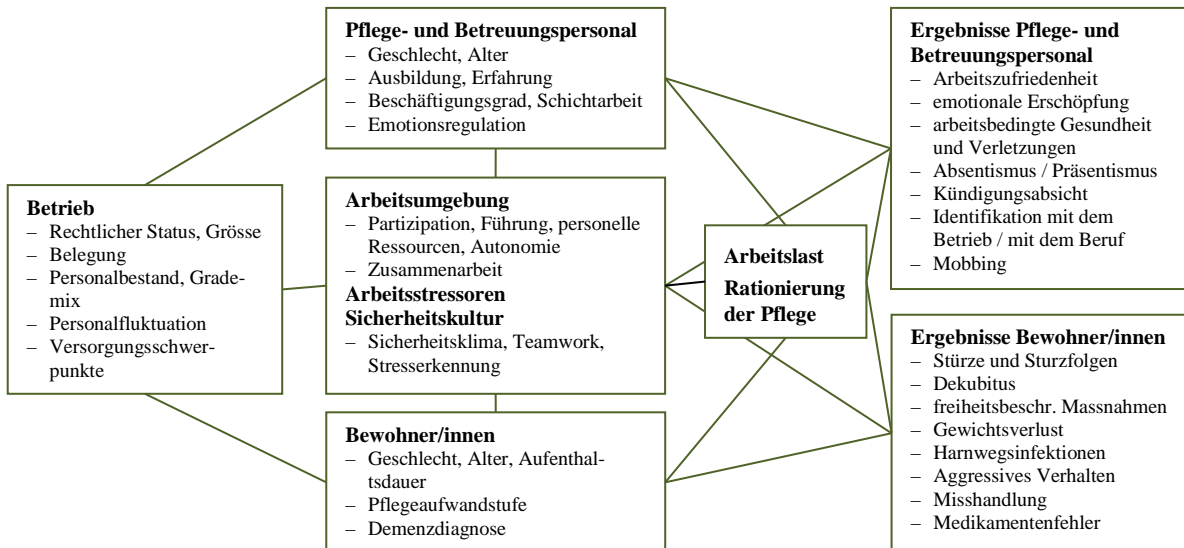 Betrieb
– Rechtlicher Status, Grösse
– Belegung
– Personalbestand, Grade-
mix
– Personalfluktuation
– Versorgungsschwer-
punkte
Pflege- und Betreuungspersonal
– Geschlecht, Alter
– Ausbildung, Erfahrung
– Beschäftigungsgrad, Schichtarbeit
– Emotionsregulation
Arbeitsumgebung
– Partizipation, Führung, personelle
Ressourcen, Autonomie
– Zusammenarbeit
Arbeitsstressoren
Sicherheitskultur
– Sicherheitsklima, Teamwork,
Stresserkennung
Bewohner/innen
– Geschlecht, Alter, Aufenthal-
tsdauer
– Pflegeaufwandstufe
– Demenzdiagnose
Arbeitslast
Rationierung
der Pflege
Ergebnisse Pflege- und
Betreuungspersonal
– Arbeitszufriedenheit
– emotionale Erschöpfung
– arbeitsbedingte Gesundheit
und Verletzungen
– Absentismus / Präsentismus
– Kündigungsabsicht
– Identifikation mit dem
Betrieb / mit dem Beruf
– Mobbing
Ergebnisse Bewohner/innen
– Stürze und Sturzfolgen
– Dekubitus
– freiheitsbeschr. Massnahmen
– Gewichtsverlust
– Harnwegsinfektionen
– Aggressives Verhalten
– Misshandlung
– Medikamentenfehler